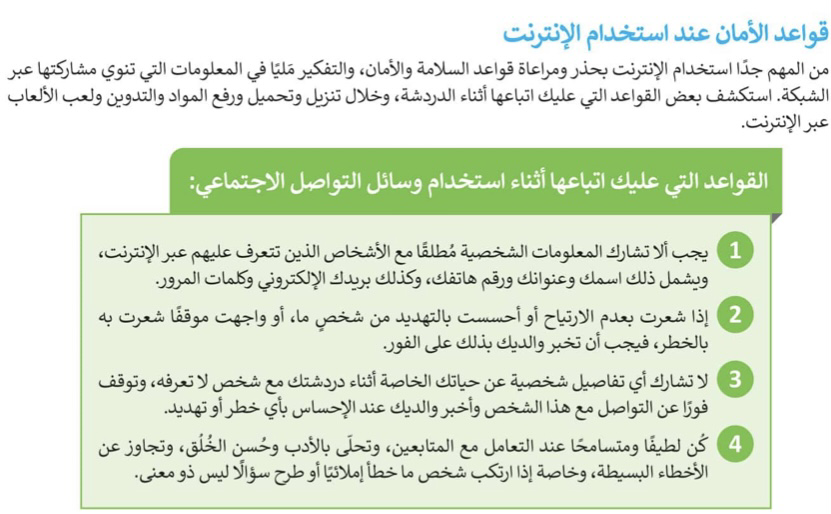 قواعد الأمان عند استخدام الإنترنت
من المهم جدًا استخدام الإنترنت بحذر ومراعاة قواعد السلامة والأمان، والتفكير مَليًا في المعلومات التي تنوي مشاركتها عبر
الشبكة. استكشف بعض القواعد التي عليك اتباعها أثناء الدردشة، وخلال تنزيل وتحميل ورفع المواد والتدوين ولعب الألعاب
عبر الإنترنت.
القواعد التي عليك اتباعها أثناء استخدام وسائل التواصل الاجتماعي:
1 يجب ألا تشارك المعلومات الشخصية مُطلقًا مع الأشخاص الذين تتعرف عليهم عبر الإنترنت،
ويشمل ذلك اسمك وعنوانك ورقم هاتفك، وكذلك بريدك الإلكتروني وكلمات المرور.
2 إذا شعرت بعدم الارتياح أو أحسست بالتهديد من شخصٍ ما، أو واجهت موقفًا شعرت به
بالخطر، فيجب أن تخبر والديك بذلك على الفور.
3 لا تشارك أي تفاصيل شخصية عن حياتك الخاصة أثناء دردشتك مع شخص لا تعرفه، وتوقف
فورًا عن التواصل مع هذا الشخص وأخبر والديك عند الإحساس بأي خطر أو تهديد.
4 كُن لطيفًا ومتسامحًا عند التعامل مع المتابعين، وتحلّى بالأدب وحُسن الخُلُق، وتجاوز عن
الأخطاء البسيطة، وخاصة إذا ارتكب شخص ما خطأ إملائيًا أو طرح سؤالًا ليس ذو معنى.